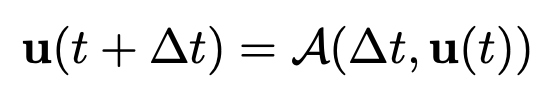 𝐮(t + Δt) = 𝒜(Δt, 𝐮(t))